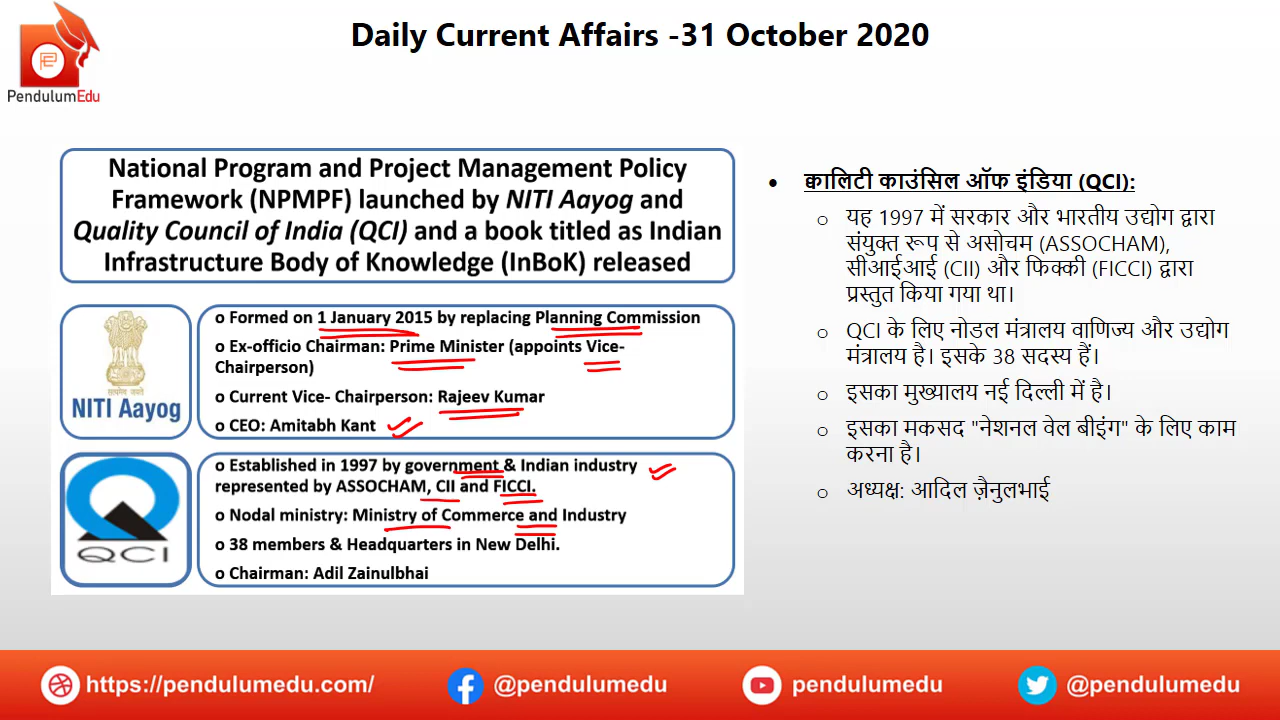 Daily Current Affairs -31 October 2020
PendulumEdu
National Program and Project Management Policy
Framework (NPMPF) launched by NITI Aayog and
Quality Council of India (QCI) and a book titled as Indian
Infrastructure Body of Knowledge (InBoK) released
NITI Aayog
o Formed on 1 January 2015 by replacing Planning Commission
o Ex-officio Chairman: Prime Minister (appoints Vice-
Chairperson)
o Current Vice- Chairperson: Rajeev Kumar
o CEO: Amitabh Kant
QCI
o Established in 1997 by government & Indian industry
represented by ASSOCHAM, CII and FICCI.
o Nodal ministry: Ministry of Commerce and Industry
o 38 members & Headquarters in New Delhi.
o Chairman: Adil Zainulbhai
• क्वालिटी काउंसिल ऑफ इंडिया (QCI):
o यह 1997 में सरकार और भारतीय उद्योग द्वारा
संयुक्त रूप से असोचम (ASSOCHAM),
सीआईआई (CII) और फिक्की (FICCI) द्वारा
प्रस्तुत किया गया था।
o QCI के लिए नोडल मंत्रालय वाणिज्य और उद्योग
मंत्रालय है। इसके 38 सदस्य हैं।
o इसका मुख्यालय नई दिल्ली में है।
o इसका मकसद "नेशनल वेल बीइंग" के लिए काम
करना है।
o अध्यक्ष: आदिल ज़ैनुलभाई
https://pendulumedu.com/
@pendulumedu
pendulumedu
@pendulumedu